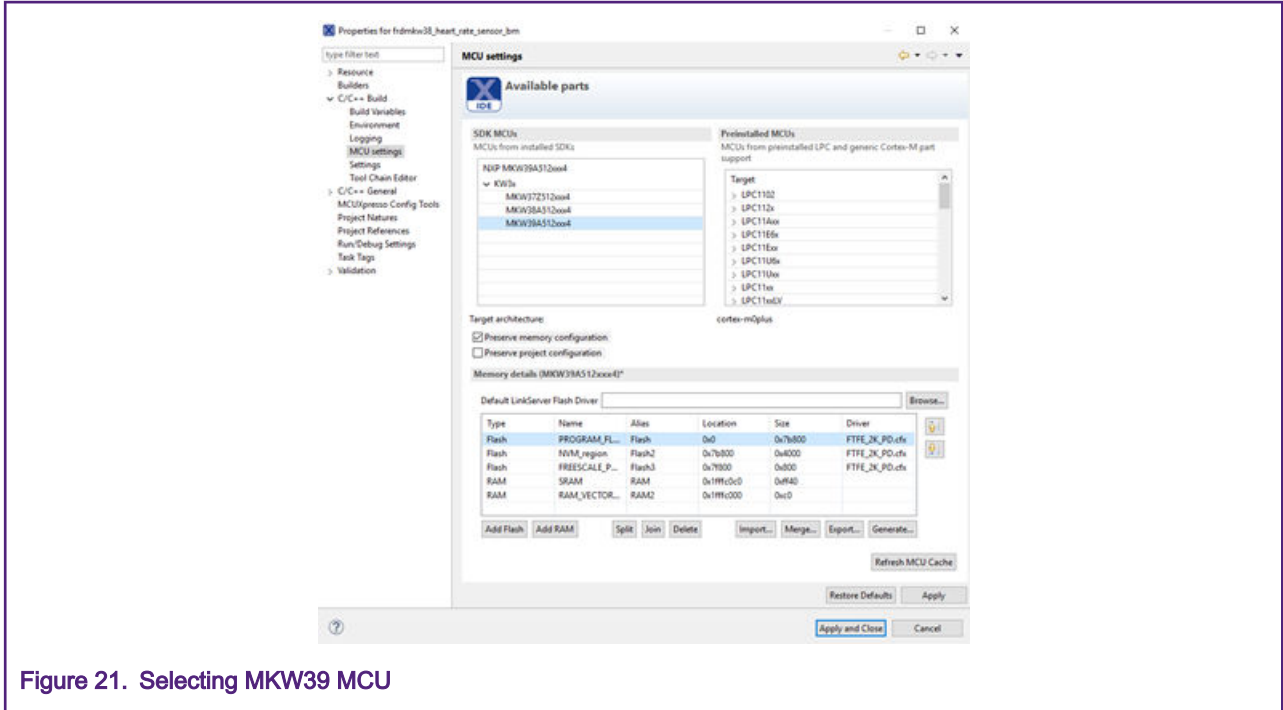 Properties for frdmkw38_heart_rate_sensor_bm
type filter text
Resource
Builders
C/C++ Build
Build Variables
Environment
Logging
MCU settings
Settings
Tool Chain Editor
C/C++ General
MCUXpresso Config Tools
Project Natures
Project References
Run/Debug Settings
Task Tags
Validation
MCU settings
IDE
Available parts
SDK MCUs
MCUs from installed SDKs
NXP MKW39A512xxx4
KW3x
MKW37Z512xxx4
MKW38A512xxx4
MKW39A512xxx4
Preinstalled MCUs
MCUs from preinstalled LPC and generic Cortex-M part
support
Target
LPC1102
LPC112x
LPC11Axx
LPC11E6x
LPC11Exx
LPC11U6x
LPC11Uxx
LPC11xx
LPC11xxLV
Target architecture: cortex-m0plus
Preserve memory configuration
Preserve project configuration
Memory details (MKW39A512xxx4)*
Default LinkServer Flash Driver Browse...
Type Name Alias Location Size Driver
Flash PROGRAM_FL... Flash 0x0 0x7b800 FTFE_2K_PD.cfx
Flash NVM_region Flash2 0x7b800 0x4000 FTFE_2K_PD.cfx
Flash FREESCALE_P... Flash3 0x7f800 0x800 FTFE_2K_PD.cfx
RAM SRAM RAM 0x1fffc0c0 0xff40
RAM RAM_VECTOR... RAM2 0x1fffc000 0xc0
Add Flash Add RAM Split Join Delete Import... Merge... Export... Generate...
Refresh MCU Cache
Restore Defaults Apply
Apply and Close Cancel
Figure 21. Selecting MKW39 MCU